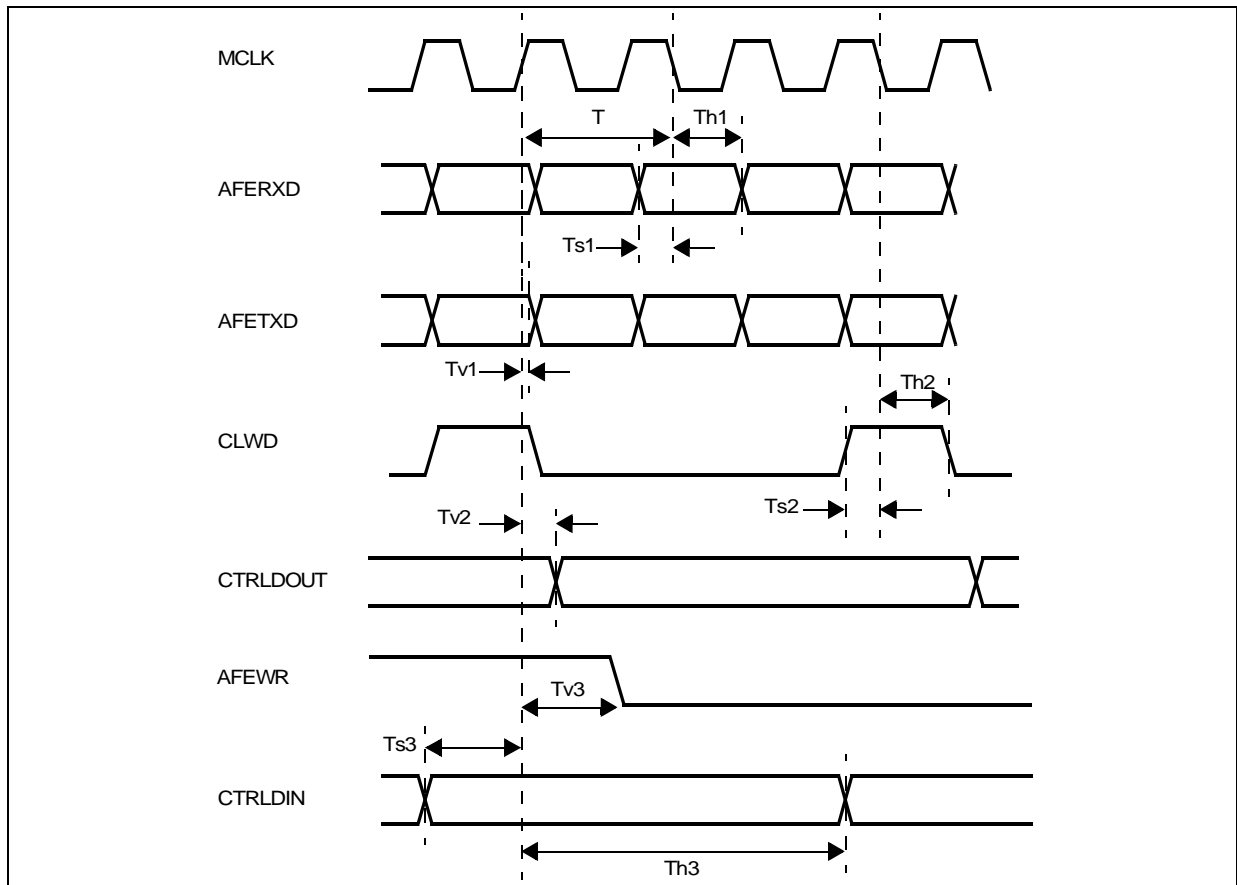 MCLK
T
Th1
AFERXD
Ts1
AFETXD
Tv1
Th2
CLWD
Tv2
Ts2
CTRLDOUT
AFEWR
Tv3
Ts3
CTRLDIN
Th3